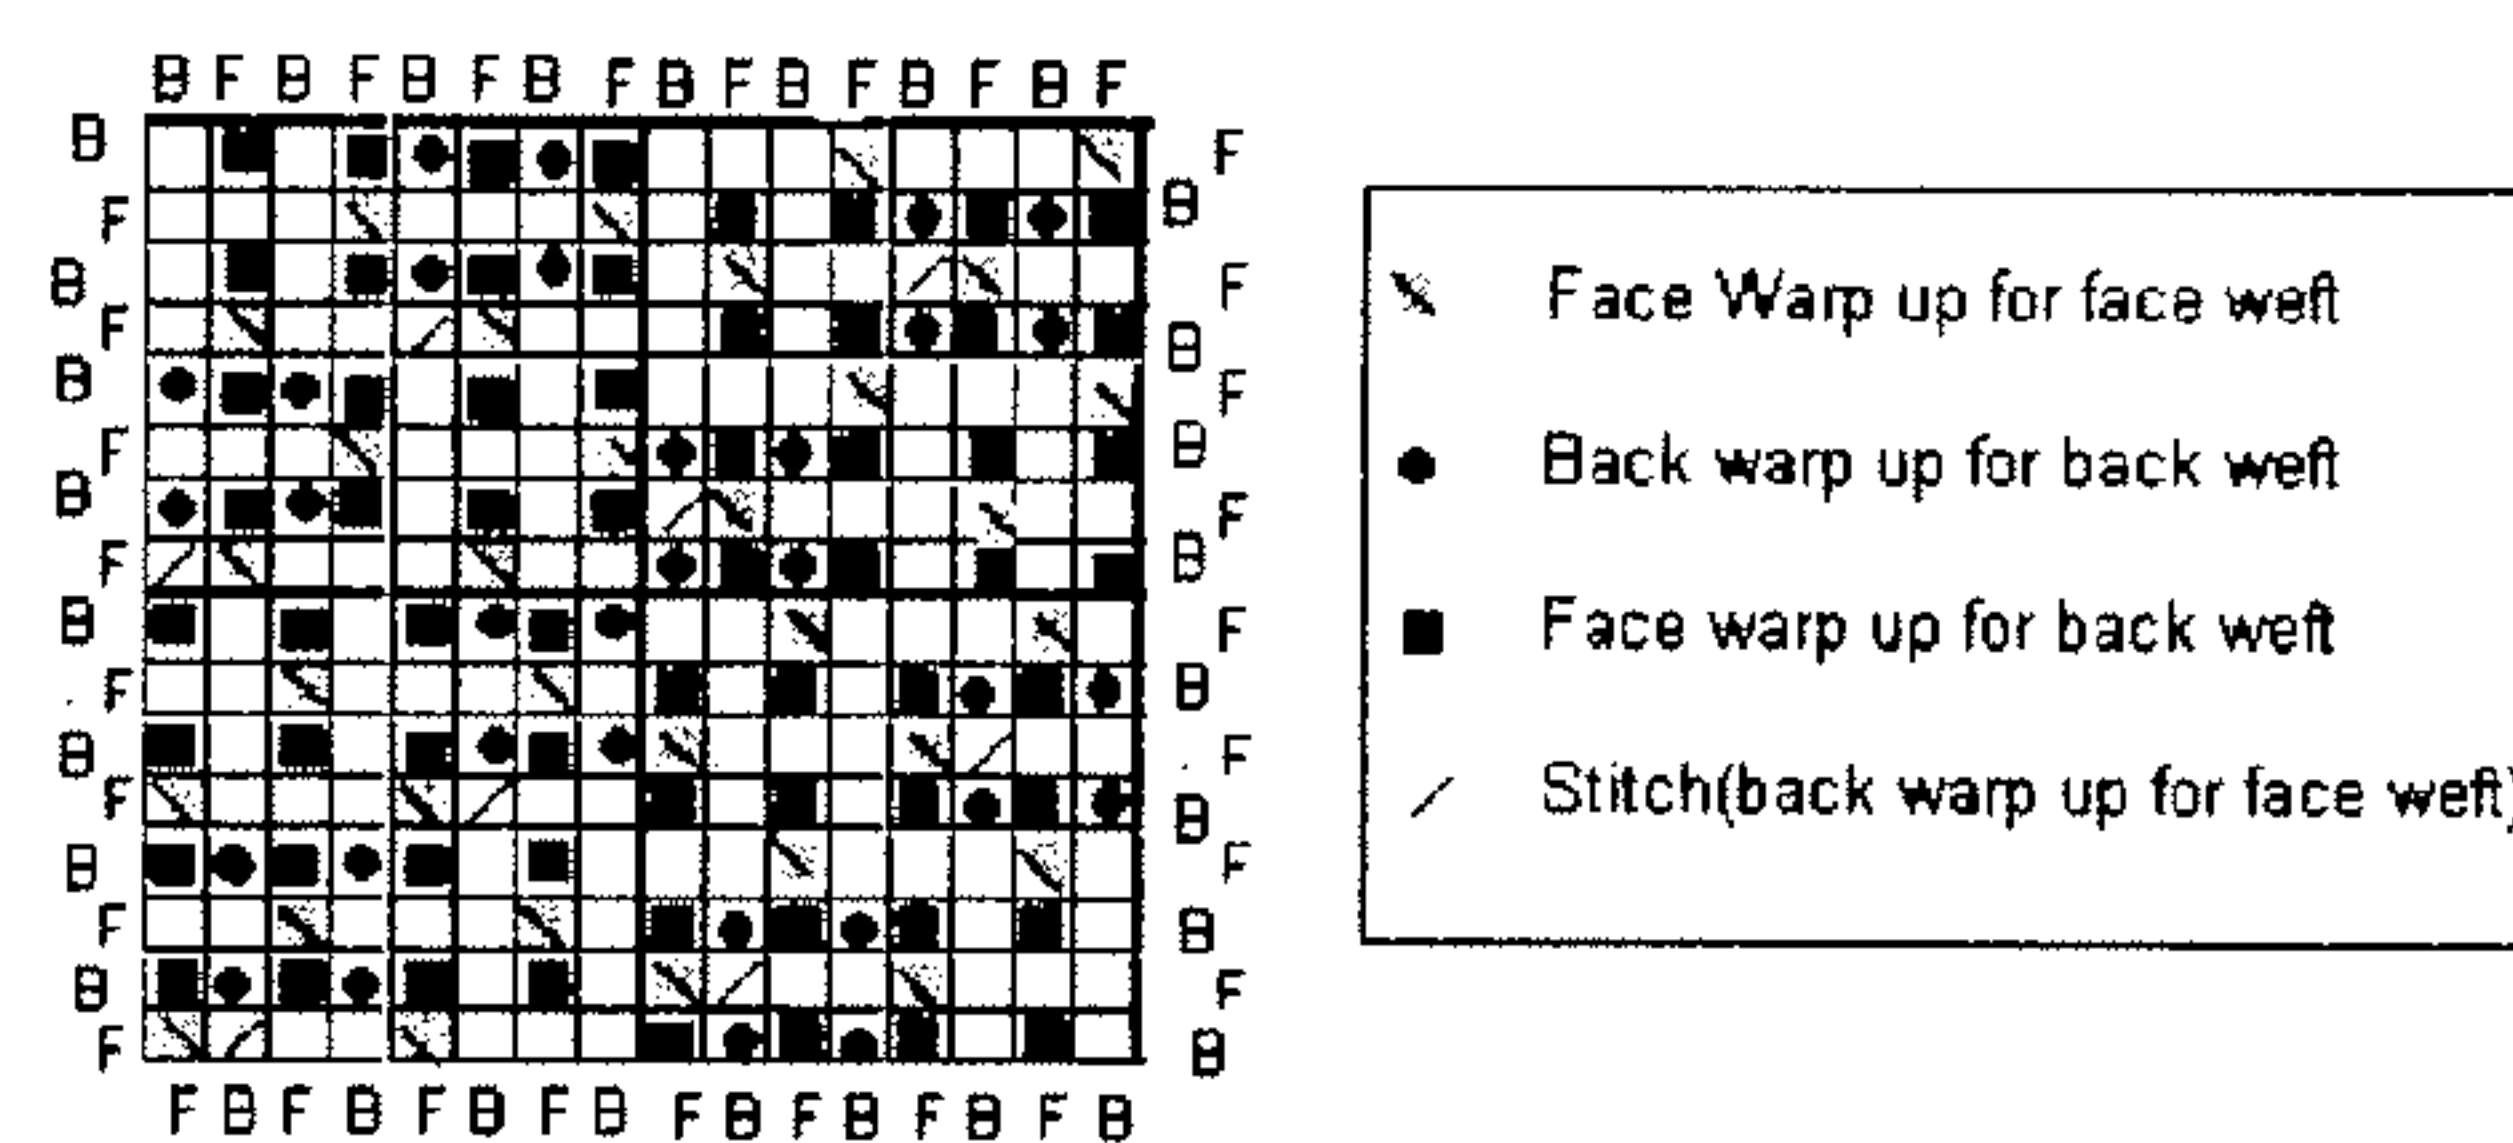 B F B F B F B F B F B F B F B F
B F
F B
B F
F B
B F
F B
B F
F B
B F
F B
B F
F B
B F
F B
B F
F B
F B F B F B F B F B F B F B F B
Face Warp up for face weft
Back warp up for back weft
Face warp up for back weft
Stitch(back warp up for face weft)